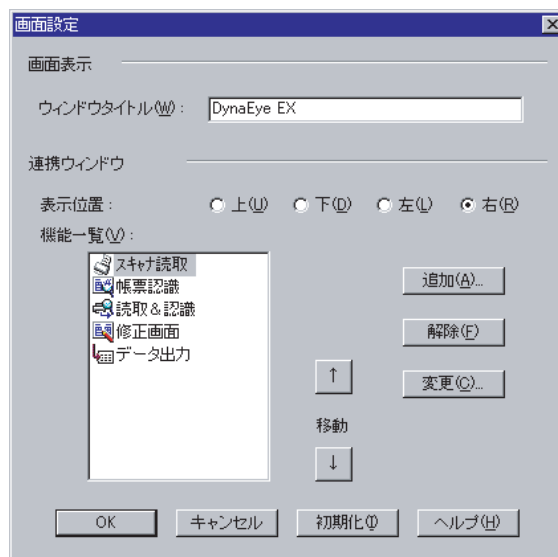 画面設定
画面表示
ウィンドウタイトル(W)： DynaEye EX
連携ウィンドウ
表示位置： 上(U) 下(D) 左(L) 右(R)
機能一覧(V)：
スキャナ読取
帳票認識
読取＆認識
修正画面
データ出力
追加(A)...
解除(F)
変更(C)...
↑
移動
↓
OK キャンセル 初期化(I) ヘルプ(H)